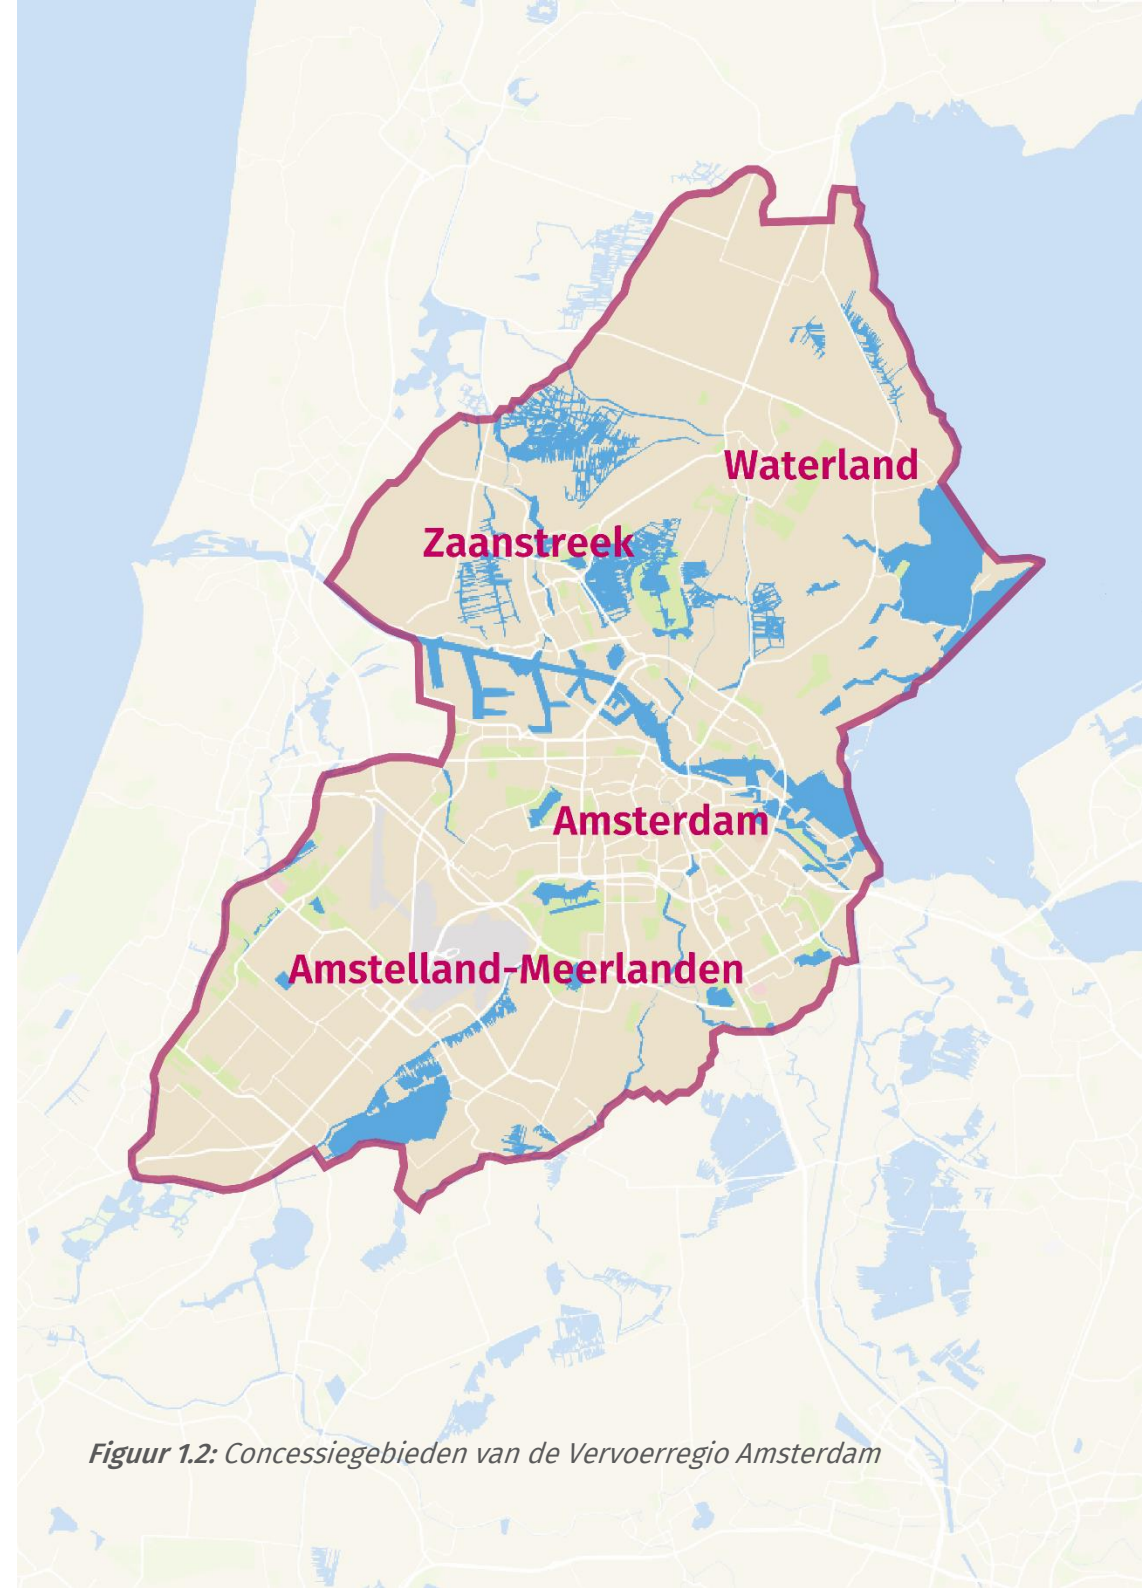 Waterland
Zaanstreek
Amsterdam
Amstelland-Meerlanden
Figuur 1.2: Concessiegebieden van de Vervoerregio Amsterdam